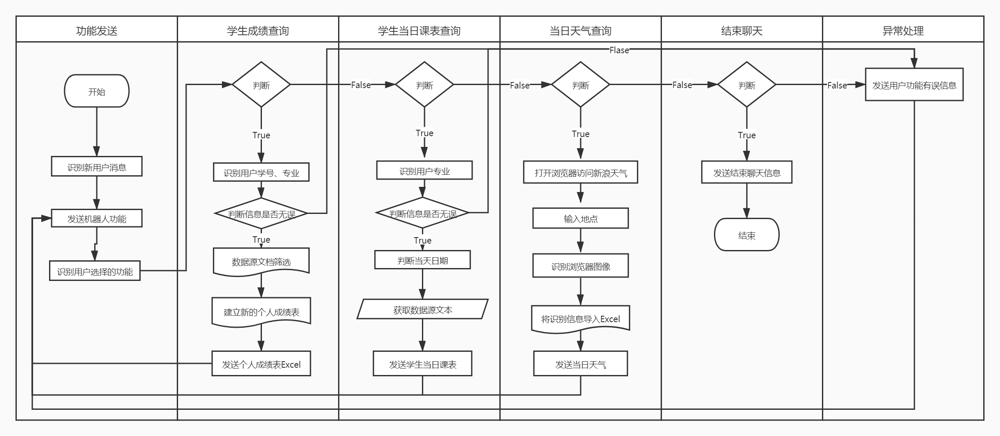 功能发送
学生成绩查询
学生当日课表查询
当日天气查询
结束聊天
异常处理
开始
识别新用户消息
发送机器人功能
识别用户选择的功能
判断
True
识别用户学号、专业
判断信息是否无误
True
数据源文档筛选
建立新的个人成绩表
发送个人成绩表Excel
False
判断
True
识别用户专业
判断信息是否无误
True
判断当天日期
获取数据源文本
发送学生当日课表
False
Flase
判断
True
打开浏览器访问新浪天气
输入地点
识别浏览器图像
将识别信息导入Excel
发送当日天气
False
判断
True
发送结束聊天信息
结束
False
发送用户功能有误信息